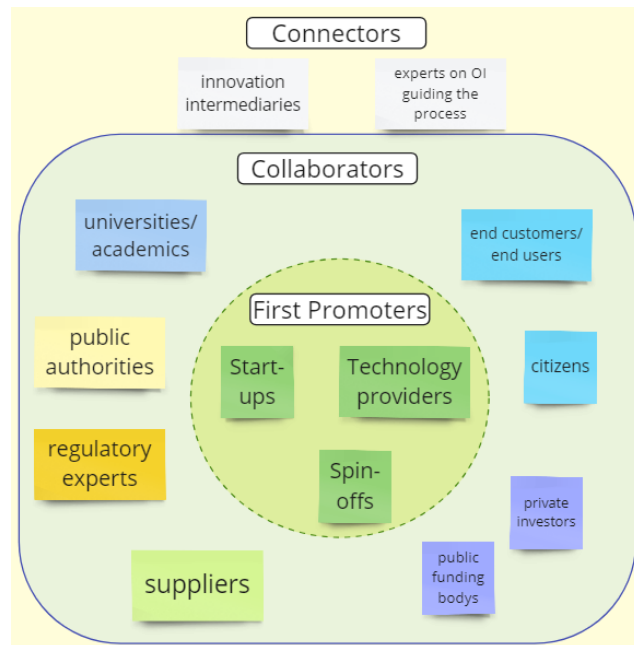 Connectors
innovation
intermediaries
experts on OI
guiding the
process
Collaborators
universities/
academics
end customers/
end users
First Promoters
public
authorities
Start-
ups
Technology
providers
citizens
regulatory
experts
Spin-
offs
private
investors
suppliers
public
funding
bodys